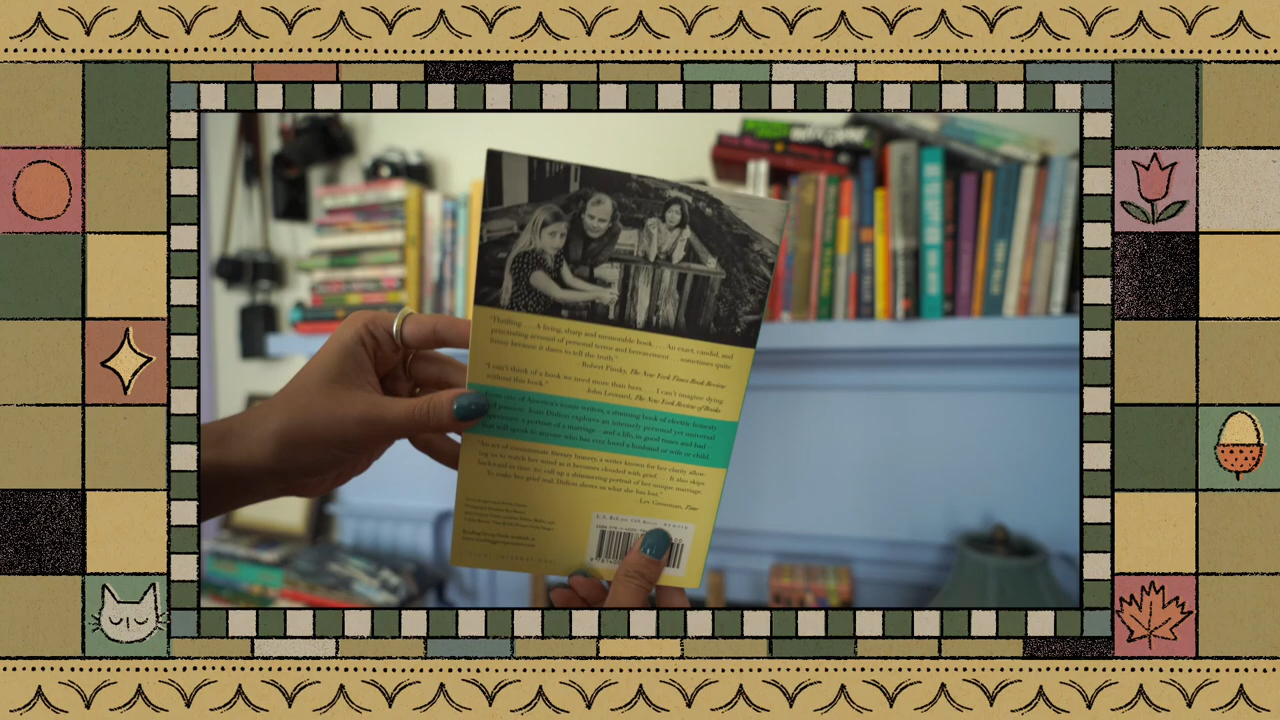 "Thrilling. . . . A living, sharp and memorable book. . . . An exact, candid, and
penetrating account of personal terror and bereavement . . . sometimes quite
funny because it dares to tell the truth."
—Robert Pinsky, The New York Times Book Review
"I can't think of a book we need more than hers. . . . I can't imagine dying
without this book."
—John Leonard, The New York Review of Books
From one of America's iconic writers, a stunning book of electric honesty
and passion. Joan Didion explores an intensely personal yet universal
experience: a portrait of a marriage—and a life, in good times and bad—
that will speak to anyone who has ever loved a husband or wife or child.
"An act of consummate literary bravery, a writer known for her clarity allow-
ing us to watch her mind as it becomes clouded with grief. . . . It also skips
backward in time [to] call up a shimmering portrait of her unique marriage. . . .
To make her grief real, Didion shows us what she has lost."
—Lev Grossman, Time